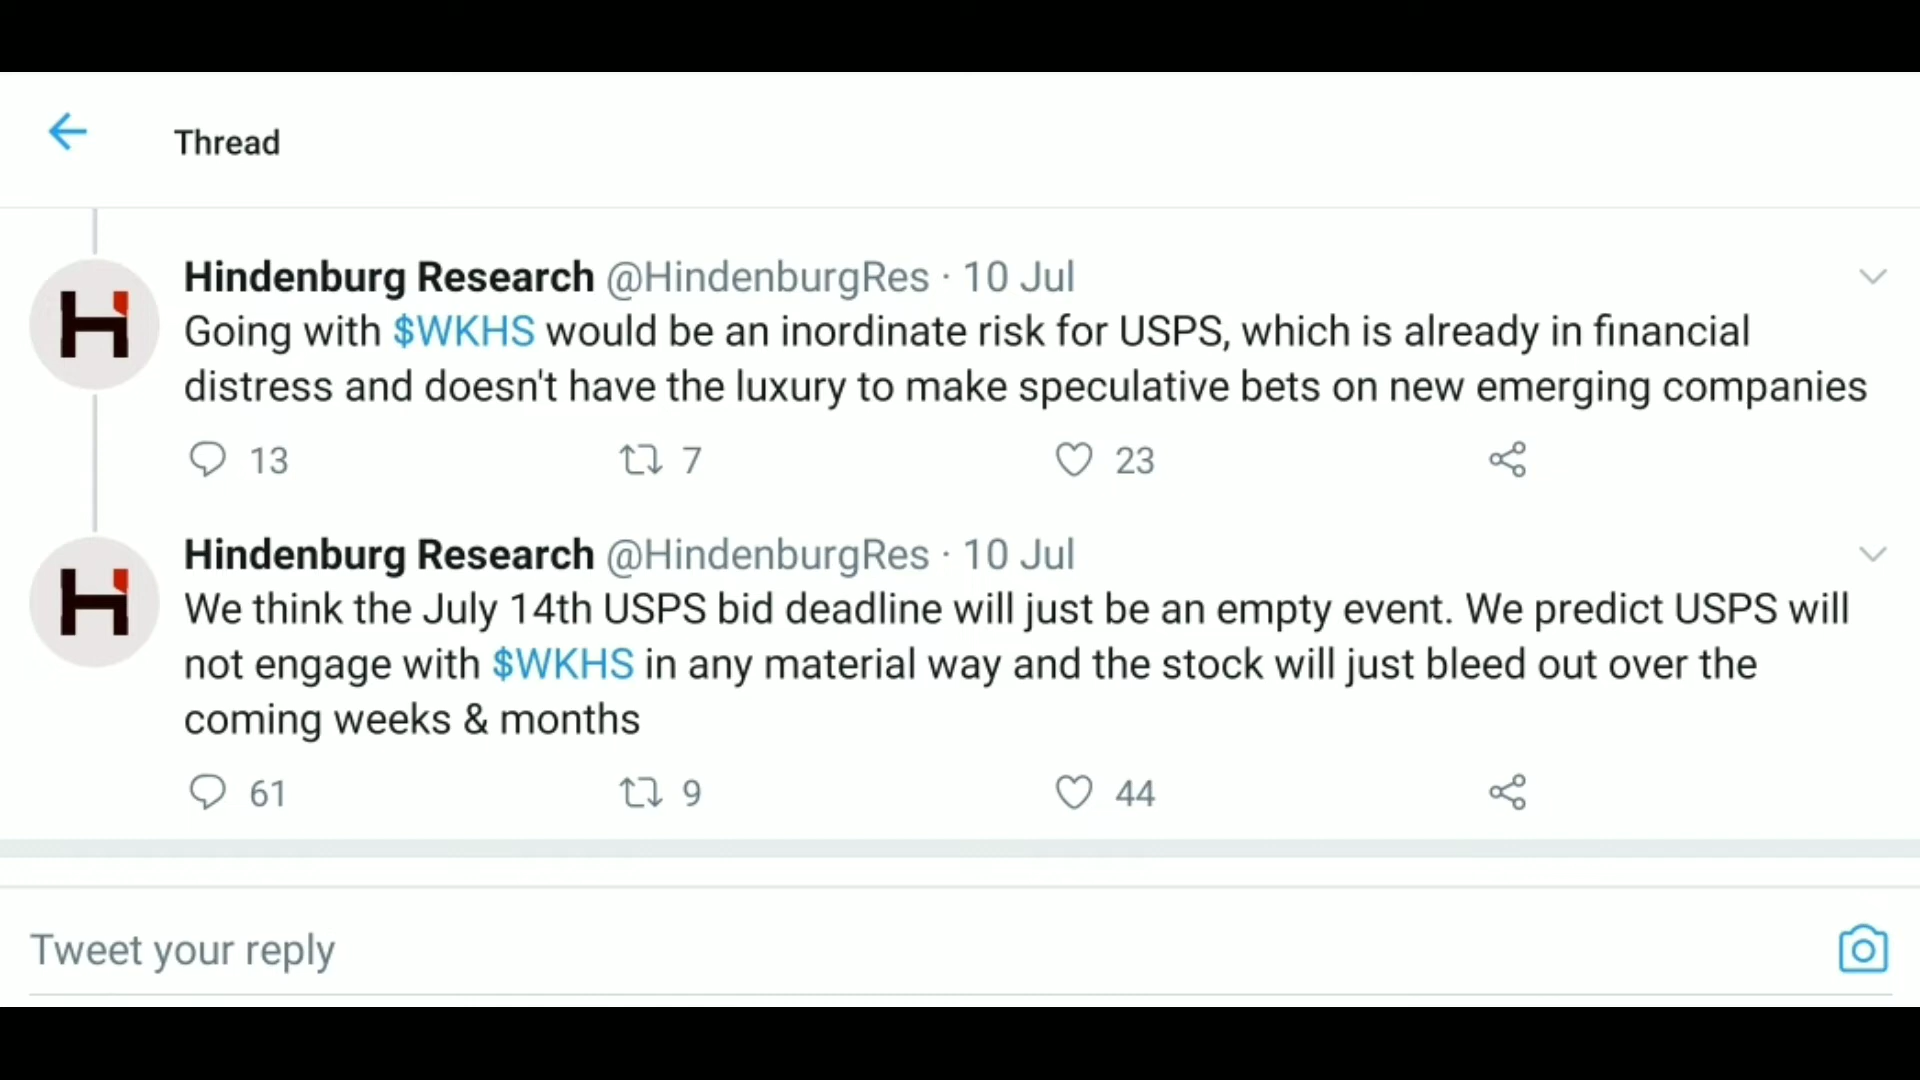 Thread
Hindenburg Research @HindenburgRes · 10 Jul
Going with $WKHS would be an inordinate risk for USPS, which is already in financial
distress and doesn't have the luxury to make speculative bets on new emerging companies
13 7 23
Hindenburg Research @HindenburgRes · 10 Jul
We think the July 14th USPS bid deadline will just be an empty event. We predict USPS will
not engage with $WKHS in any material way and the stock will just bleed out over the
coming weeks & months
61 9 44
Tweet your reply